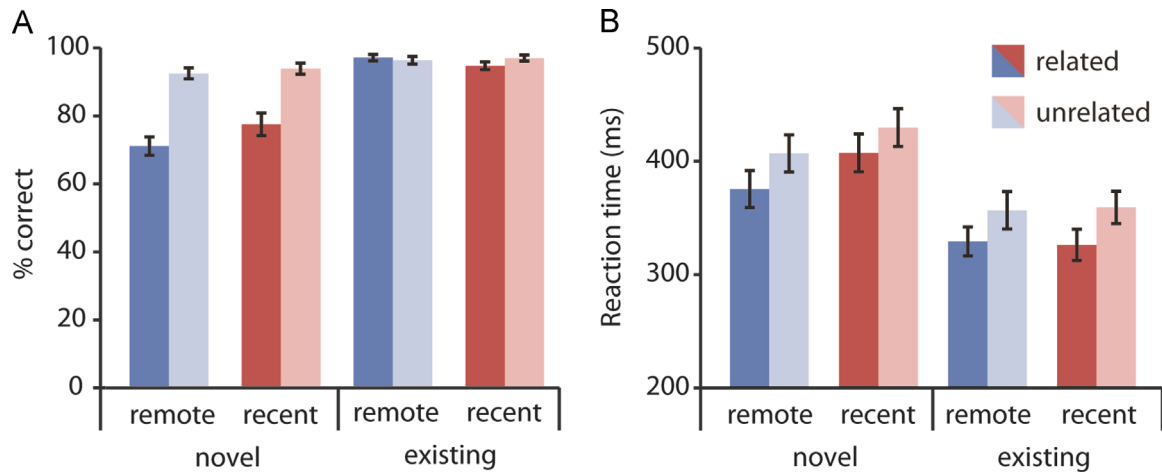 A
% correct
100
80
60
40
20
0
remote recent remote recent
novel existing
B
Reaction time (ms)
500
400
300
200
related
unrelated
remote recent remote recent
novel existing